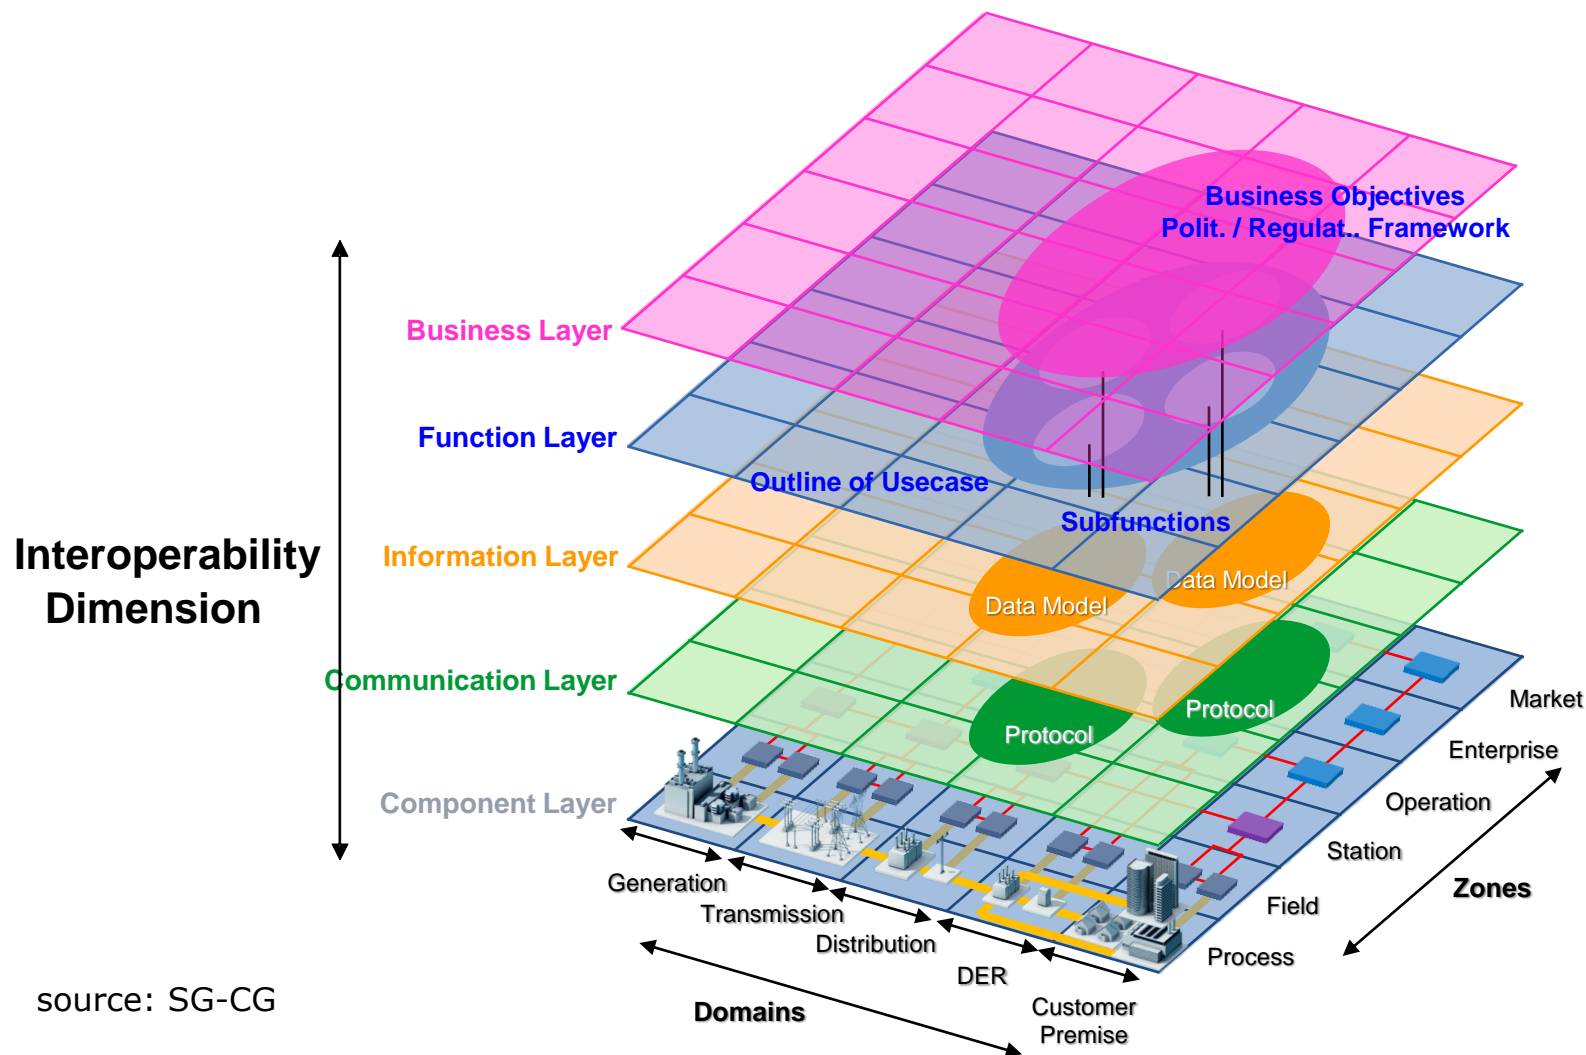 Business Objectives
Polit. / Regulat.. Framework
Business Layer
Function Layer
Outline of Usecase
Subfunctions
Interoperability
Dimension
Information Layer
Data Model
Data Model
Communication Layer
Protocol
Protocol
Component Layer
Market
Enterprise
Operation
Station
Field
Process
Zones
Generation
Transmission
Distribution
DER
Customer
Premise
Domains
source: SG-CG